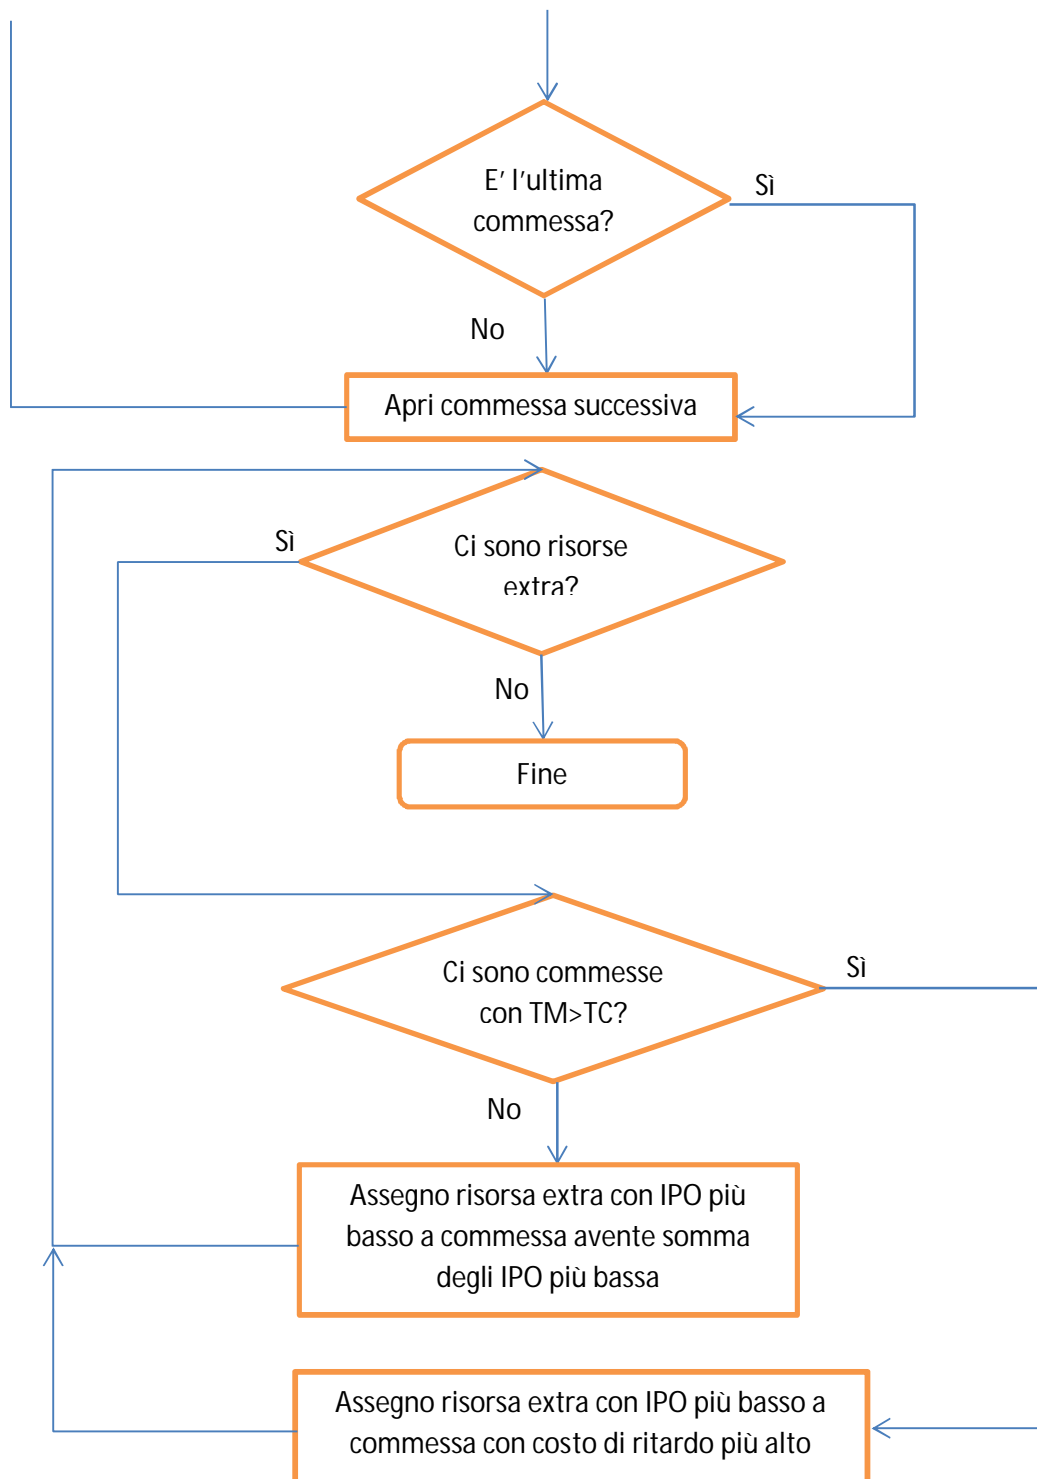 E' l'ultima
commessa?
Sì
No
Apri commessa successiva
Sì
Ci sono risorse
extra?
No
Fine
Ci sono commesse
con TM>TC?
Sì
No
Assegno risorsa extra con IPO più
basso a commessa avente somma
degli IPO più bassa
Assegno risorsa extra con IPO più basso a
commessa con costo di ritardo più alto